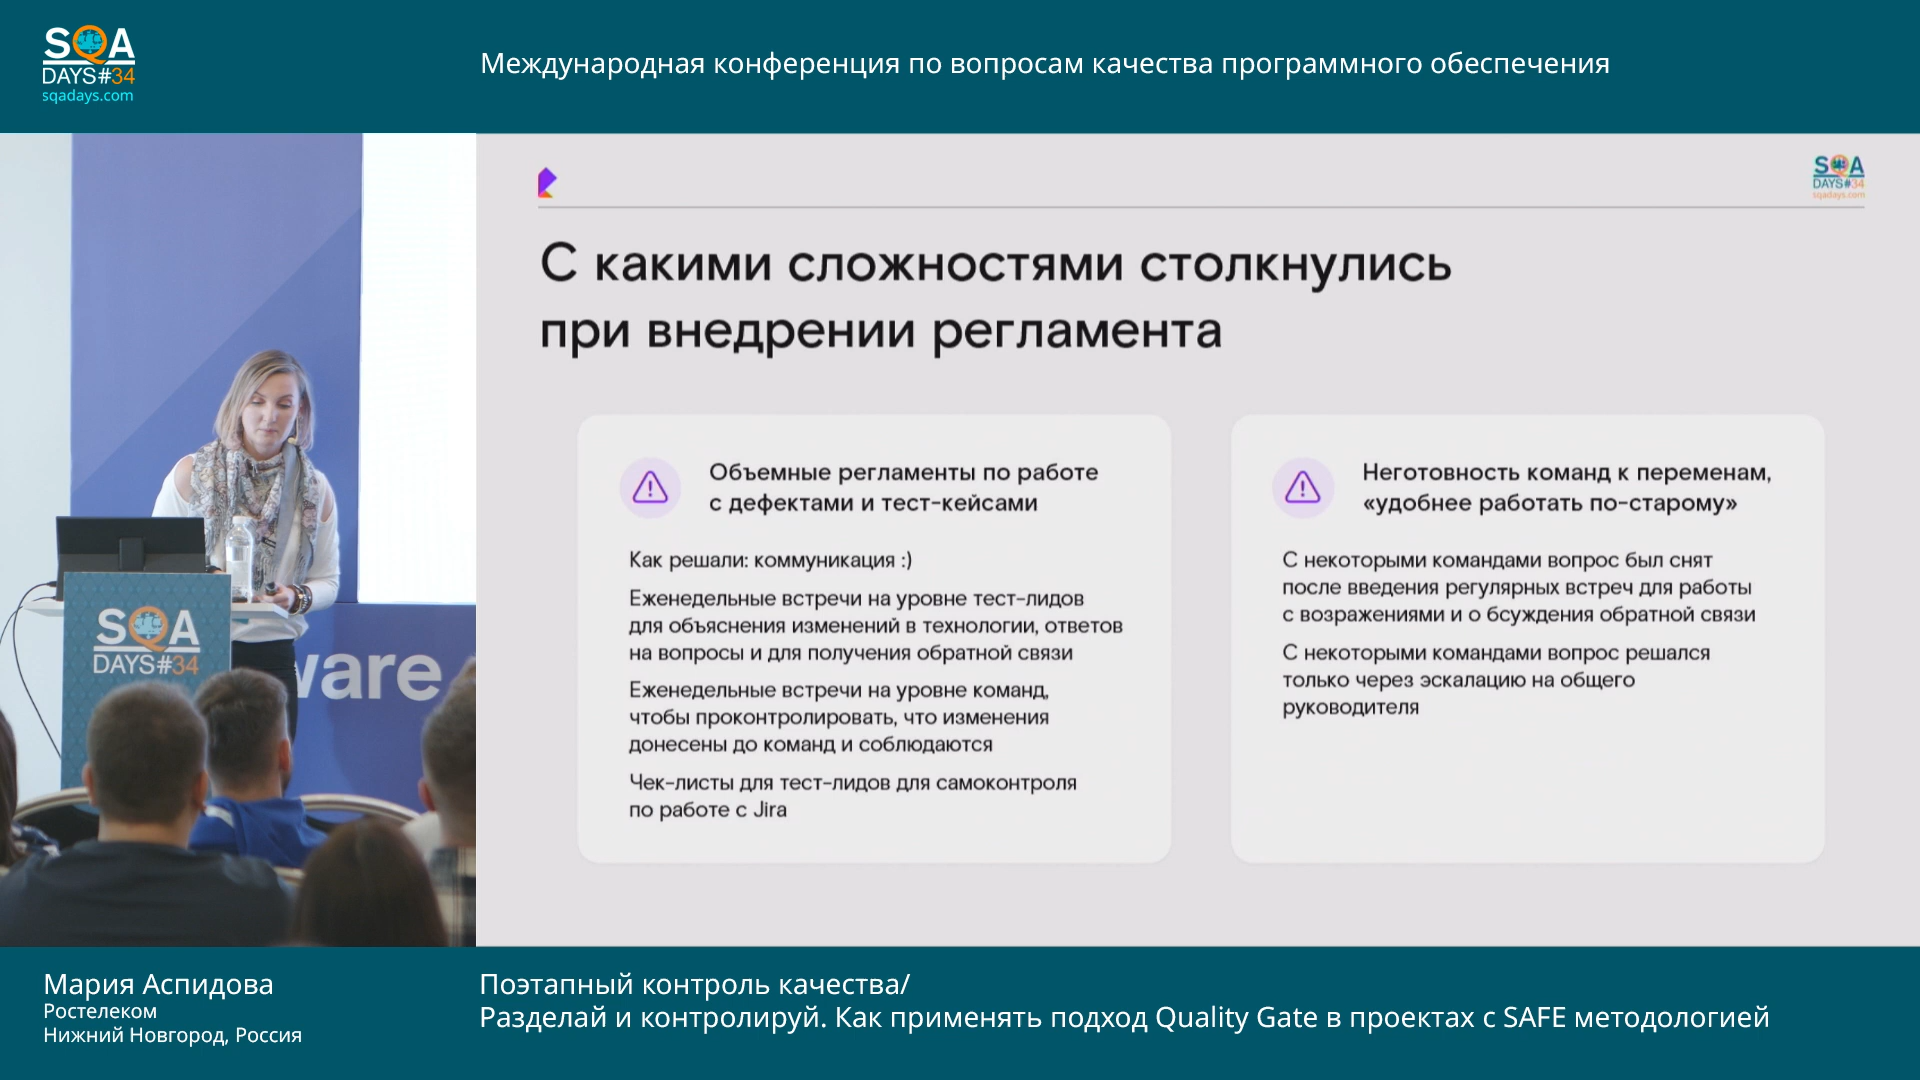 SQA
DAYS#34
sqadays.com
Международная конференция по вопросам качества программного обеспечения
SQA
DAYS#34
sqadays.com
С какими сложностями столкнулись
при внедрении регламента
Объемные регламенты по работе
с дефектами и тест-кейсами
Как решали: коммуникация :)
Еженедельные встречи на уровне тест-лидов
для объяснения изменений в технологии, ответов
на вопросы и для получения обратной связи
Еженедельные встречи на уровне команд,
чтобы проконтролировать, что изменения
донесены до команд и соблюдаются
Чек-листы для тест-лидов для самоконтроля
по работе с Jira
Неготовность команд к переменам,
«удобнее работать по-старому»
С некоторыми командами вопрос был снят
после введения регулярных встреч для работы
с возражениями и о бсуждения обратной связи
С некоторыми командами вопрос решался
только через эскалацию на общего
руководителя
SQA
DAYS#34
ware
Мария Аспидова
Ростелеком
Нижний Новгород, Россия
Поэтапный контроль качества/
Разделай и контролируй. Как применять подход Quality Gate в проектах с SAFE методологией